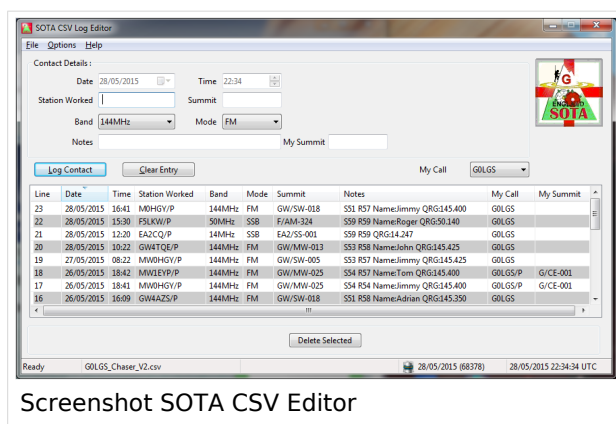 SOTA CSV Log Editor
File Options Help
Contact Details :
Date 28/05/2015 Time 22:34
Station Worked Summit
Band 144MHz Mode FM
Notes My Summit
G
ENGLAND
SOTA
Log Contact Clear Entry My Call G0LGS
Line Date Time Station Worked Band Mode Summit Notes My Call My Summit
23 28/05/2015 16:41 M0HGY/P 144MHz FM GW/SW-018 S51 R57 Name:Jimmy QRG:145.400 G0LGS
22 28/05/2015 15:30 F5LKW/P 50MHz SSB F/AM-324 S59 R59 Name:Roger QRG:50.140 G0LGS
21 28/05/2015 12:20 EA2CQ/P 14MHz SSB EA2/SS-001 S59 R59 QRG:14.247 G0LGS
20 28/05/2015 10:22 GW4TQE/P 144MHz FM GW/MW-013 S53 R58 Name:John QRG:145.425 G0LGS
19 27/05/2015 08:22 MW0HGY/P 144MHz FM GW/SW-005 S53 R57 Name:Jimmy QRG:145.425 G0LGS
18 26/05/2015 18:42 MW1EYP/P 144MHz FM GW/MW-025 S54 R57 Name:Tom QRG:145.400 G0LGS/P G/CE-001
17 26/05/2015 18:41 MW0HGY/P 144MHz FM GW/MW-025 S54 R54 Name:Jimmy QRG:145.400 G0LGS/P G/CE-001
16 26/05/2015 16:09 GW4AZS/P 144MHz FM GW/SW-018 S51 R58 Name:Adrian QRG:145.350 G0LGS
Delete Selected
Ready G0LGS_Chaser_V2.csv 28/05/2015 (68378) 28/05/2015 22:34:34 UTC
Screenshot SOTA CSV Editor